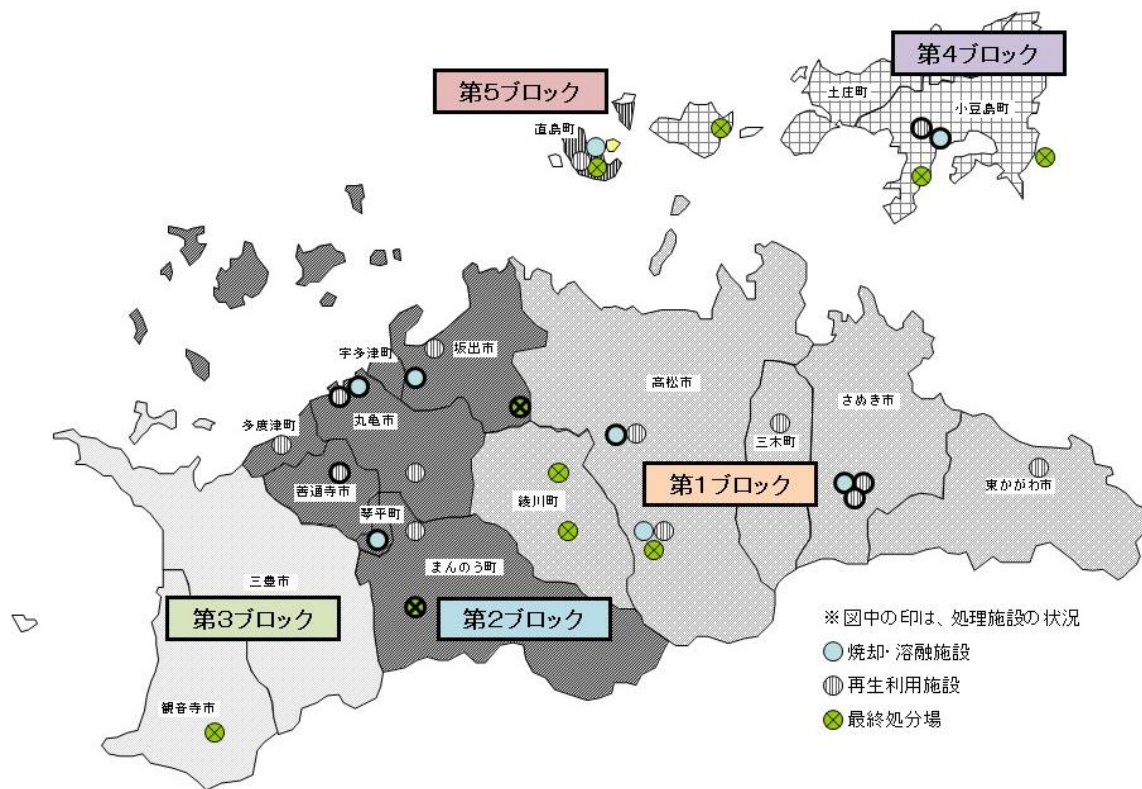 第4ブロック
第5ブロック
土庄町
小豆島町
直島町
宇多津町
坂出市
高松市
丸亀市
さぬき市
多度津町
三木町
東かがわ市
善通寺市
綾川町
第1ブロック
琴平町
まんのう町
三豊市
第3ブロック
第2ブロック
観音寺市
※図中の印は、処理施設の状況
焼却・溶融施設
再生利用施設
最終処分場